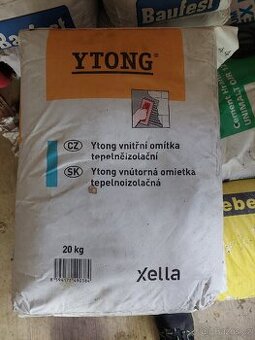 Baufest
YTONG®
CZ Ytong vnitřní omítka
tepelněizolační
SK Ytong vnútorná omietka
tepelnoizolačná
20 kg
xella